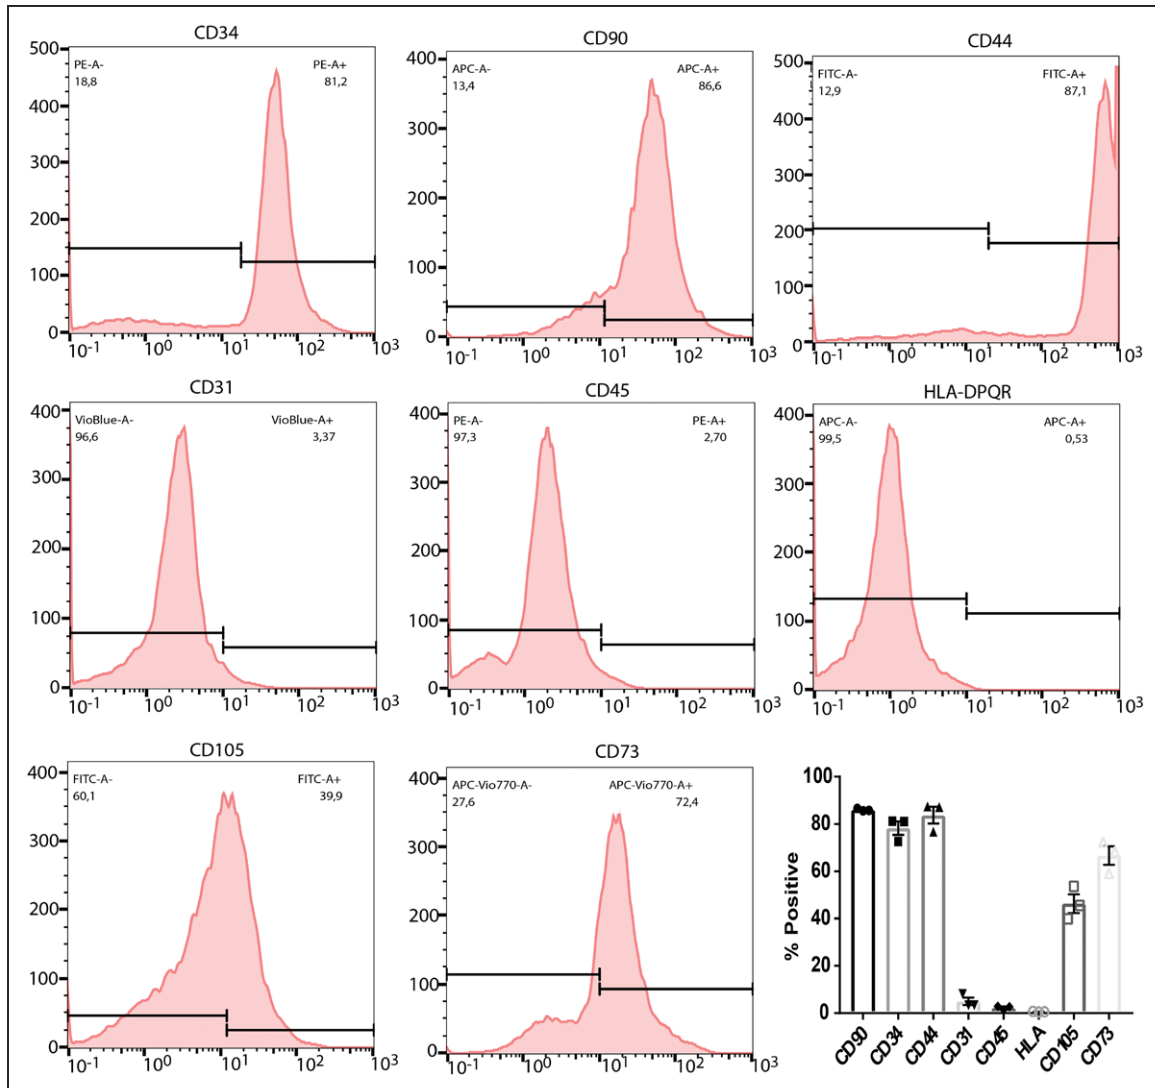 CD34
500
400
300
200
100
0
PE-A-
18,8
PE-A+
81,2
10-1 100 101 102 103
CD90
400
300
200
100
0
APC-A-
13,4
APC-A+
86,6
10-1 100 101 102 103
CD44
500
400
300
200
100
0
FITC-A-
12,9
FITC-A+
87,1
10-1 100 101 102 103
CD31
400
300
200
100
0
VioBlue-A-
96,6
VioBlue-A+
3,37
10-1 100 101 102 103
CD45
400
300
200
100
0
PE-A-
97,3
PE-A+
2,70
10-1 100 101 102 103
HLA-DPQR
400
300
200
100
0
APC-A-
99,5
APC-A+
0,53
10-1 100 101 102 103
CD105
400
300
200
100
0
FITC-A-
60,1
FITC-A+
39,9
10-1 100 101 102 103
CD73
400
300
200
100
0
APC-Vio770-A-
27,6
APC-Vio770-A+
72,4
10-1 100 101 102 103
% Positive
100
80
60
40
20
0
CD90 CD34 CD44 CD31 CD45 HLA CD105 CD73